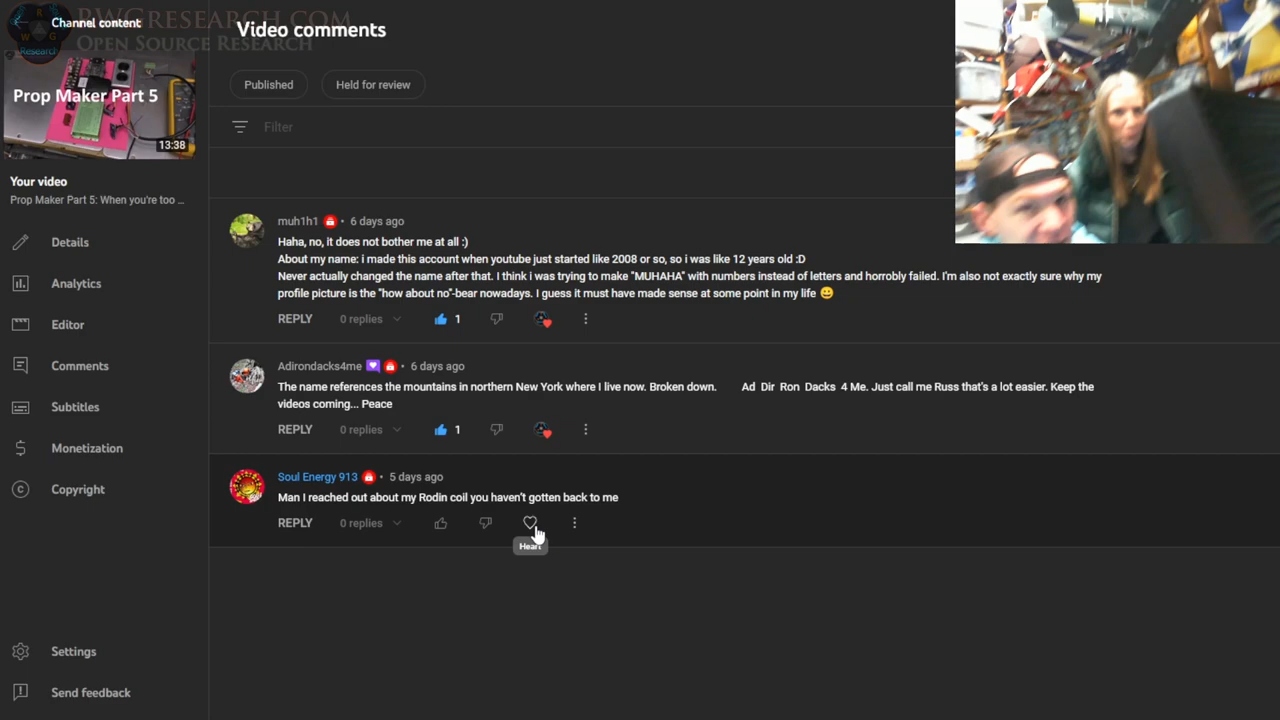 RWGresearch.com
Open Source Research
Channel content
Video comments
R
W G
Research
Prop Maker Part 5
13:38
Published
Held for review
Filter
Your video
Prop Maker Part 5: When you're too ...
Details
Analytics
Editor
Comments
Subtitles
Monetization
Copyright
Settings
Send feedback
muh1h1 • 6 days ago
Haha, no, it does not bother me at all :)
About my name: i made this account when youtube just started like 2008 or so, so i was like 12 years old :D
Never actually changed the name after that. I think i was trying to make "MUHAHA" with numbers instead of letters and horrobly failed. I'm also not exactly sure why my
profile picture is the "how about no"-bear nowadays. I guess it must have made sense at some point in my life 😀
REPLY 0 replies 1
Adirondacks4me • 6 days ago
The name references the mountains in northern New York where I live now. Broken down. Ad Dir Ron Dacks 4 Me. Just call me Russ that's a lot easier. Keep the
videos coming... Peace
REPLY 0 replies 1
Soul Energy 913 • 5 days ago
Man I reached out about my Rodin coil you haven't gotten back to me
REPLY 0 replies
Heart